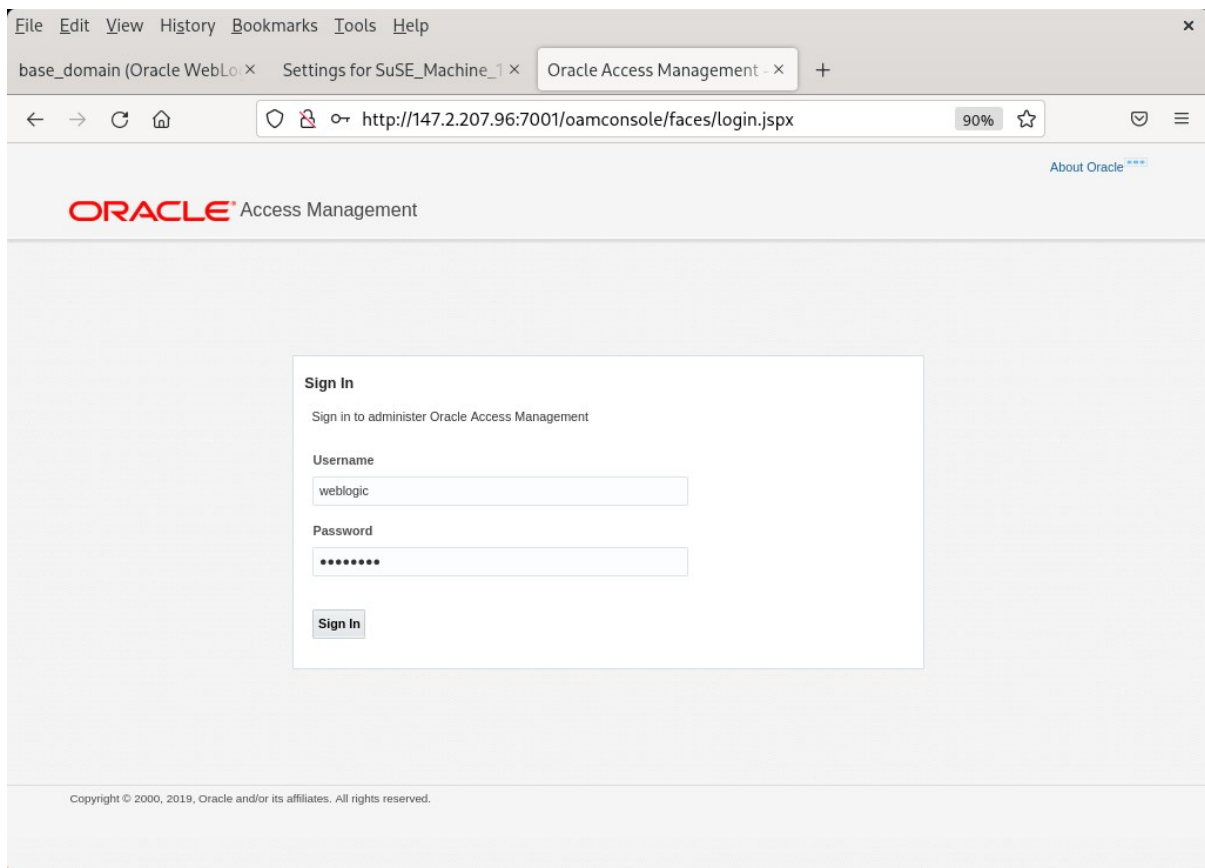 File Edit View History Bookmarks Tools Help
base_domain (Oracle WebLo Settings for SuSE_Machine_1 Oracle Access Management -
http://147.2.207.96:7001/oamconsole/faces/login.jspx 90%
About Oracle
ORACLE Access Management
Sign In
Sign in to administer Oracle Access Management
Username
weblogic
Password
••••••••
Sign In
Copyright © 2000, 2019, Oracle and/or its affiliates. All rights reserved.